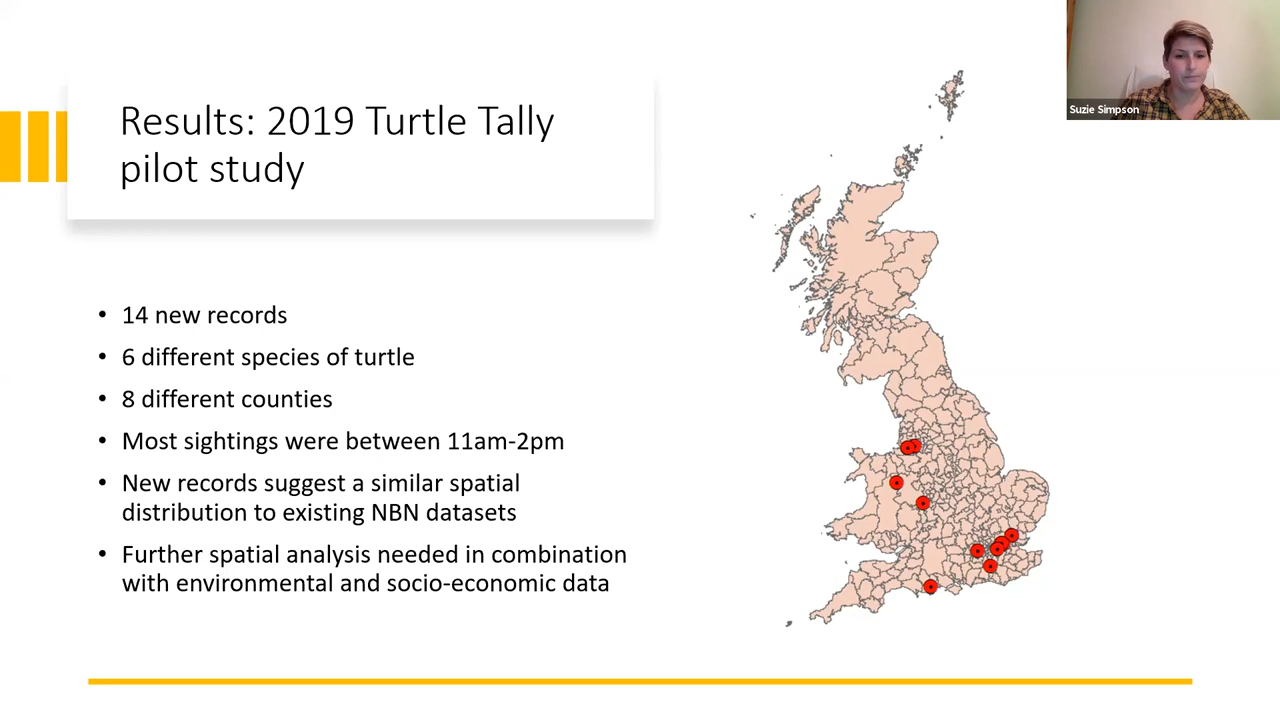 Results: 2019 Turtle Tally
pilot study
• 14 new records
• 6 different species of turtle
• 8 different counties
• Most sightings were between 11am-2pm
• New records suggest a similar spatial
distribution to existing NBN datasets
• Further spatial analysis needed in combination
with environmental and socio-economic data
Suzie Simpson